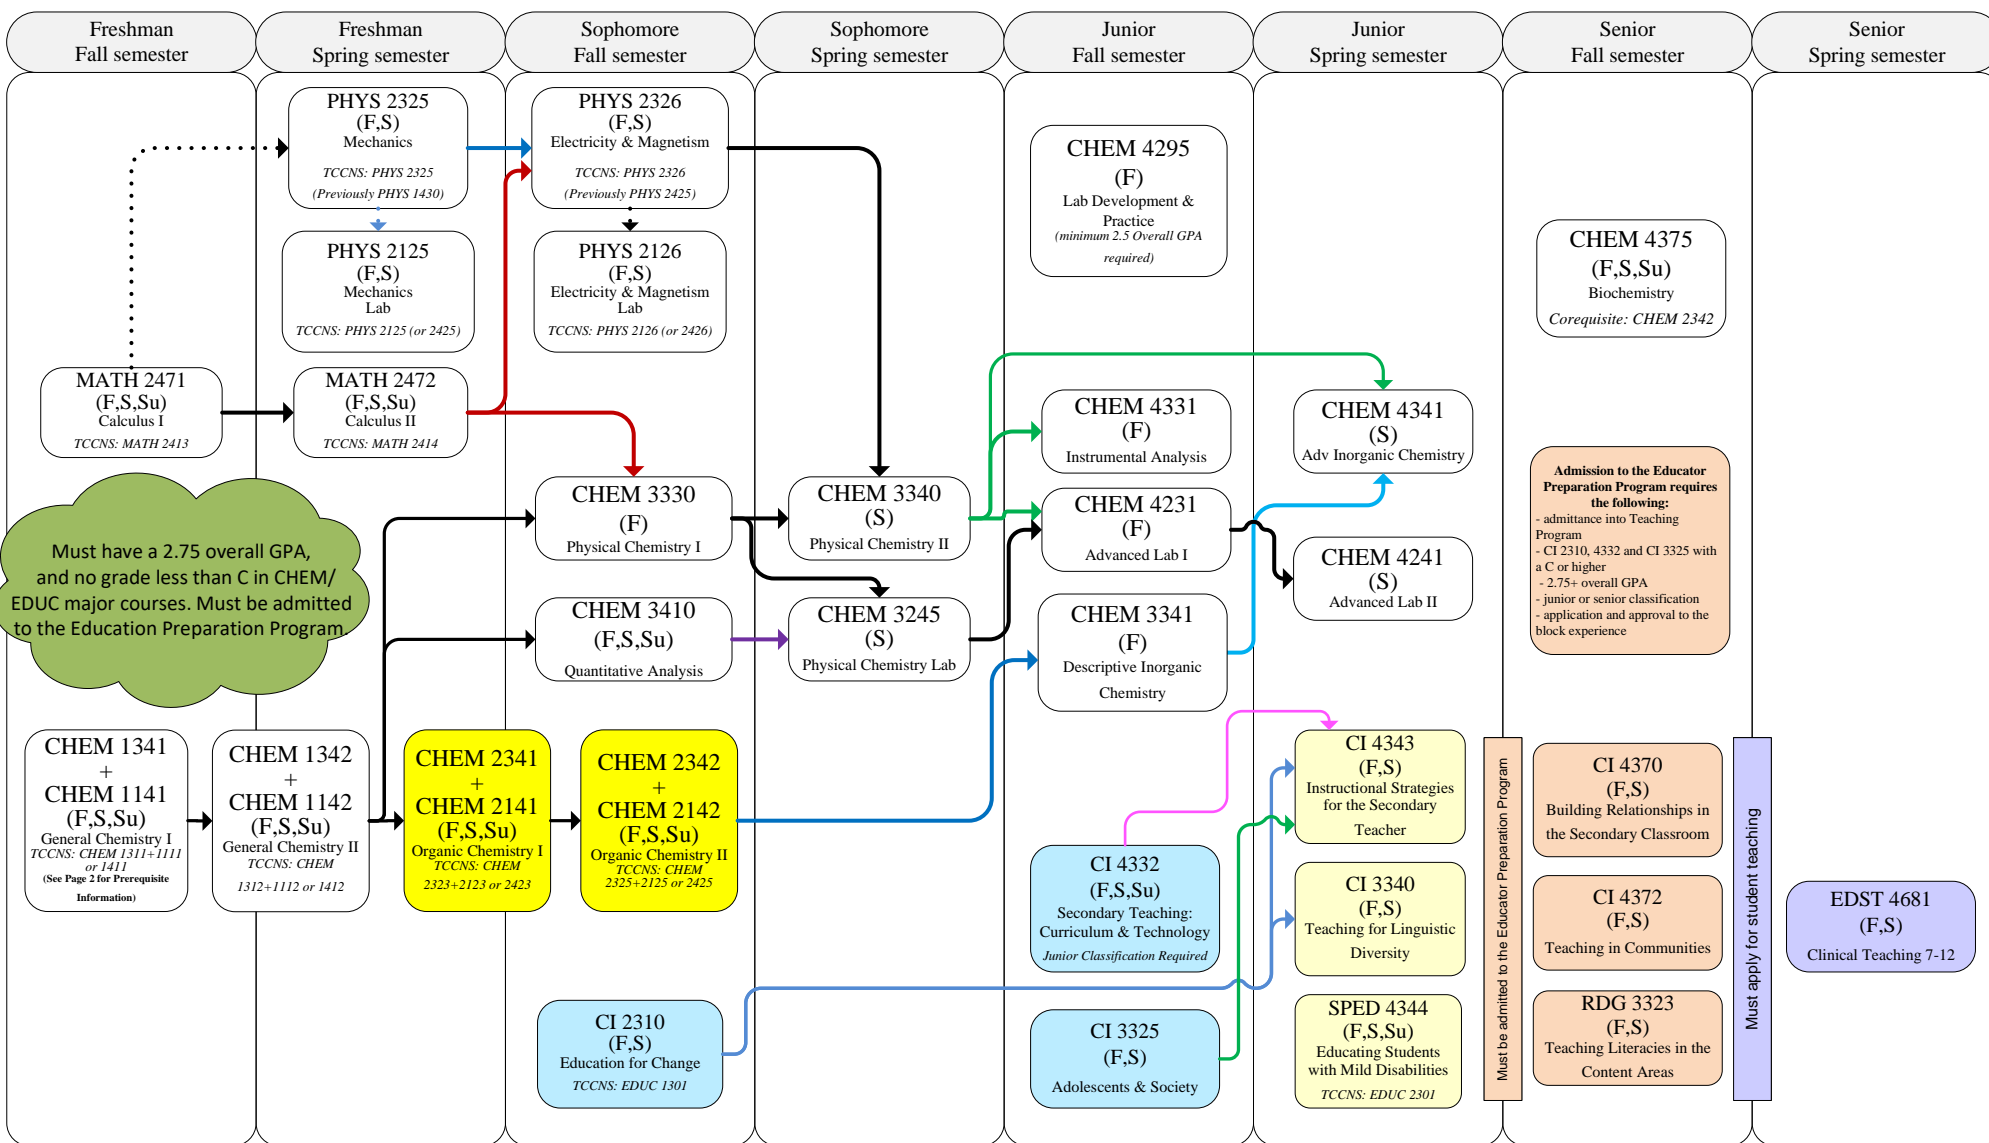 Freshman
Fall semester
Freshman
Spring semester
Sophomore
Fall semester
Sophomore
Spring semester
Junior
Fall semester
Junior
Spring semester
Senior
Fall semester
Senior
Spring semester
MATH 2471
(F,S,Su)
Calculus I
TCCNS: MATH 2413
Must have a 2.75 overall GPA,
and no grade less than C in CHEM/
EDUC major courses. Must be admitted
to the Education Preparation Program.
CHEM 1341
+
CHEM 1141
(F,S,Su)
General Chemistry I
TCCNS: CHEM 1311+1111
or 1411
(See Page 2 for Prerequisite
Information)
PHYS 2325
(F,S)
Mechanics
TCCNS: PHYS 2325
(Previously PHYS 1430)
PHYS 2125
(F,S)
Mechanics
Lab
TCCNS: PHYS 2125 (or 2425)
MATH 2472
(F,S,Su)
Calculus II
TCCNS: MATH 2414
CHEM 1342
+
CHEM 1142
(F,S,Su)
General Chemistry II
TCCNS: CHEM
1312+1112 or 1412
CHEM 2341
+
CHEM 2141
(F,S,Su)
Organic Chemistry I
TCCNS: CHEM
2323+2123 or 2423
PHYS 2326
(F,S)
Electricity & Magnetism
TCCNS: PHYS 2326
(Previously PHYS 2425)
PHYS 2126
(F,S)
Electricity & Magnetism
Lab
TCCNS: PHYS 2126 (or 2426)
CHEM 3330
(F)
Physical Chemistry I
CHEM 3410
(F,S,Su)
Quantitative Analysis
CHEM 2342
+
CHEM 2142
(F,S,Su)
Organic Chemistry II
TCCNS: CHEM
2325+2125 or 2425
CI 2310
(F,S)
Education for Change
TCCNS: EDUC 1301
CHEM 3340
(S)
Physical Chemistry II
CHEM 3245
(S)
Physical Chemistry Lab
CHEM 4295
(F)
Lab Development &
Practice
(minimum 2.5 Overall GPA
required)
CHEM 4331
(F)
Instrumental Analysis
CHEM 4231
(F)
Advanced Lab I
CHEM 3341
(F)
Descriptive Inorganic
Chemistry
CI 4332
(F,S,Su)
Secondary Teaching:
Curriculum & Technology
Junior Classification Required
CI 3325
(F,S)
Adolescents & Society
CHEM 4341
(S)
Adv Inorganic Chemistry
CHEM 4241
(S)
Advanced Lab II
CI 4343
(F,S)
Instructional Strategies
for the Secondary
Teacher
CI 3340
(F,S)
Teaching for Linguistic
Diversity
SPED 4344
(F,S,Su)
Educating Students
with Mild Disabilities
TCCNS: EDUC 2301
Must be admitted to the Educator Preparation Program
CHEM 4375
(F,S,Su)
Biochemistry
Corequisite: CHEM 2342
Admission to the Educator
Preparation Program requires
the following:
- admittance into Teaching
Program
- CI 2310, 4332 and CI 3325 with
a C or higher
- 2.75+ overall GPA
- junior or senior classification
- application and approval to the
block experience
CI 4370
(F,S)
Building Relationships in
the Secondary Classroom
CI 4372
(F,S)
Teaching in Communities
RDG 3323
(F,S)
Teaching Literacies in the
Content Areas
Must apply for student teaching
EDST 4681
(F,S)
Clinical Teaching 7-12